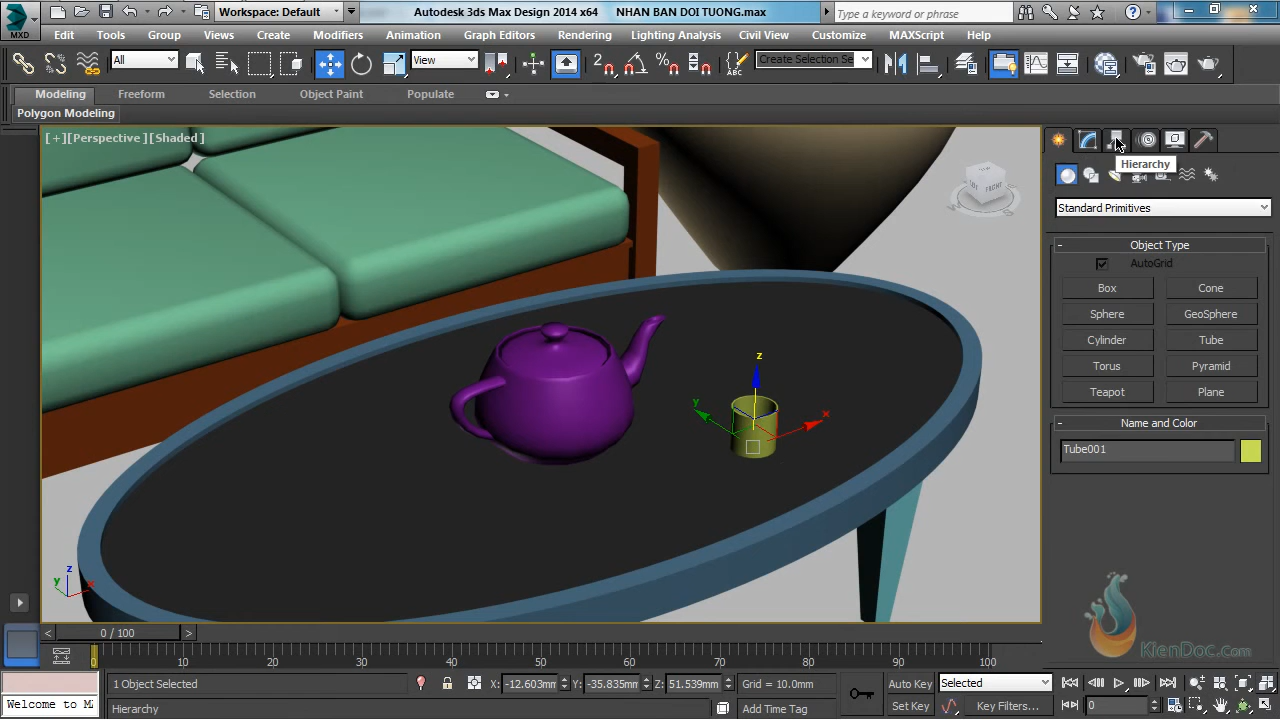 Workspace: Default
Autodesk 3ds Max Design 2014 x64
NHAN BAN DOI TUONG.max
Type a keyword or phrase
MXD
Edit
Tools
Group
Views
Create
Modifiers
Animation
Graph Editors
Rendering
Lighting Analysis
Civil View
Customize
MAXScript
Help
All
View
Create Selection Se
Modeling
Freeform
Selection
Object Paint
Populate
Polygon Modeling
[+][Perspective][Shaded]
Hierarchy
Standard Primitives
Object Type
AutoGrid
Box
Cone
Sphere
GeoSphere
Cylinder
Tube
Torus
Pyramid
Teapot
Plane
Name and Color
Tube001
FRONT
z
y
x
z
y
x
0 / 100
0 10 20 30 40 50 60 70 80 90 100
1 Object Selected
X: -12.603mm
Y: -35.835mm
Z: 51.539mm
Grid = 10.0mm
Auto Key
Selected
Welcome to MA
Hierarchy
Add Time Tag
Set Key
Key Filters...
0
KienDoc.Com